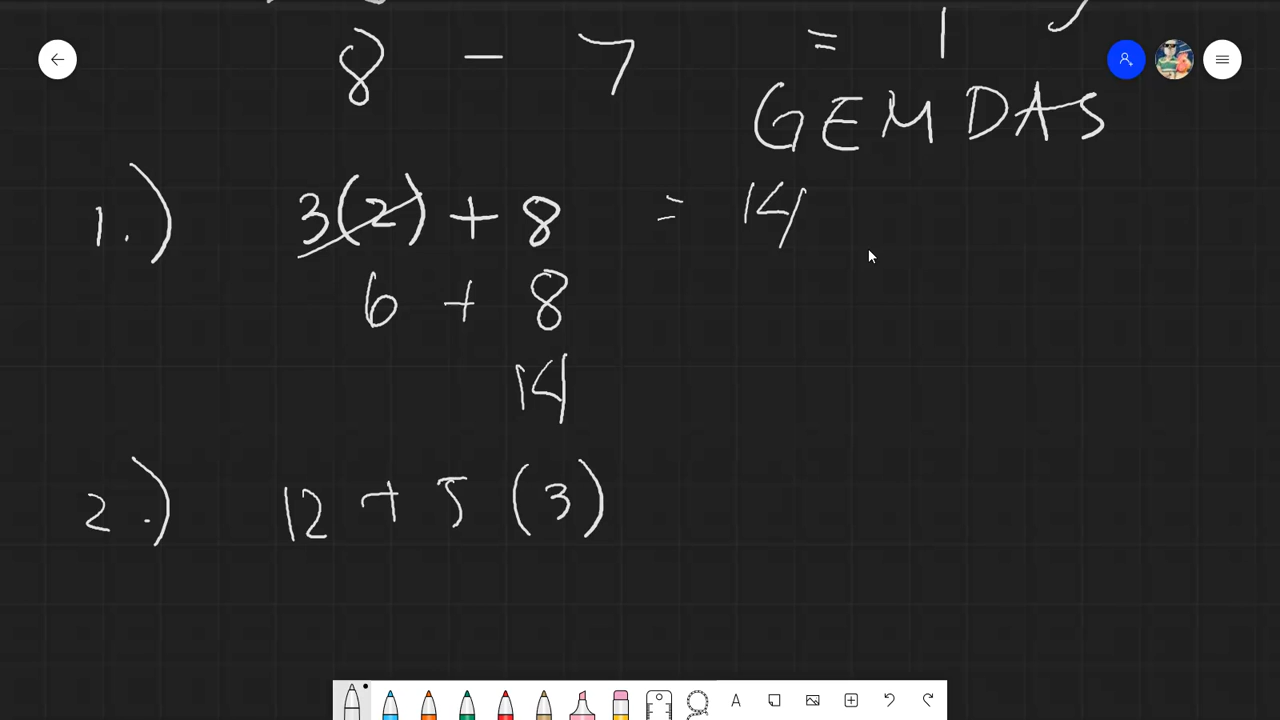 8 - 7 = 1
GEMDAS
1.) 3(2) + 8 = 14
6 + 8
14
2.) 12 + 5 (3)